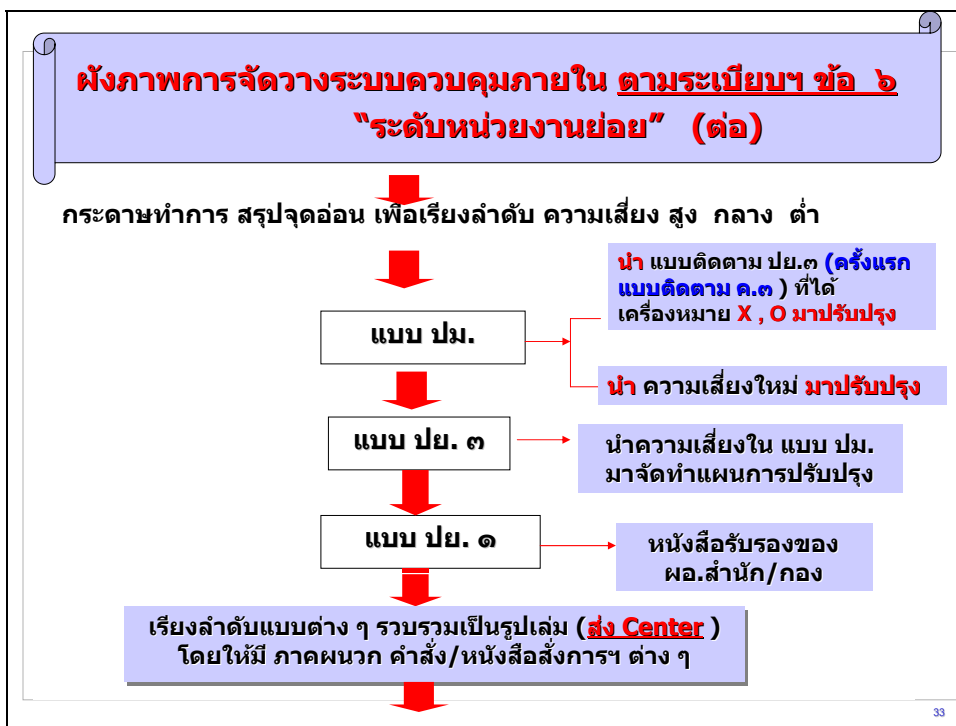 ผังภาพการจัดวางระบบควบคุมภายใน ตามระเบียบฯ ข้อ ๖
“ระดับหน่วยงานย่อย” (ต่อ)
กระดาษทำการ สรุปจุดอ่อน เพื่อเรียงลำดับ ความเสี่ยง สูง กลาง ต่ำ
นำ แบบติดตาม ปย.๓ (ครั้งแรก
แบบติดตาม ค.๓ ) ที่ได้
เครื่องหมาย X , O มาปรับปรุง
แบบ ปม.
นำ ความเสี่ยงใหม่ มาปรับปรุง
แบบ ปย. ๓
นำความเสี่ยงใน แบบ ปม.
มาจัดทำแผนการปรับปรุง
แบบ ปย. ๑
หนังสือรับรองของ
ผอ.สำนัก/กอง
เรียงลำดับแบบต่าง ๆ รวบรวมเป็นรูปเล่ม (ส่ง Center )
โดยให้มี ภาคผนวก คำสั่ง/หนังสือสั่งการฯ ต่าง ๆ
33